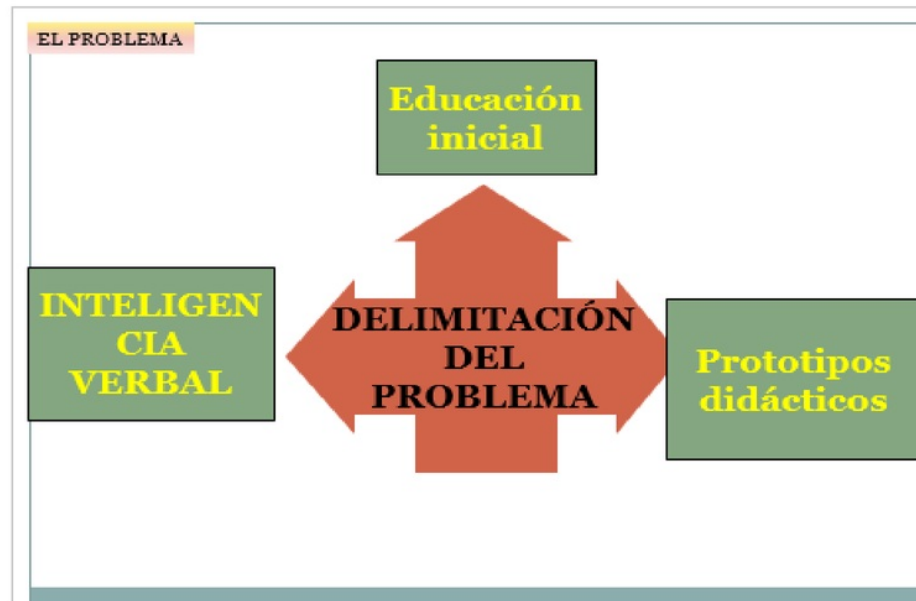 EL PROBLEMA
Educación
inicial
INTELIGEN
CIA
VERBAL
DELIMITACIÓN
DEL
PROBLEMA
Prototipos
didácticos